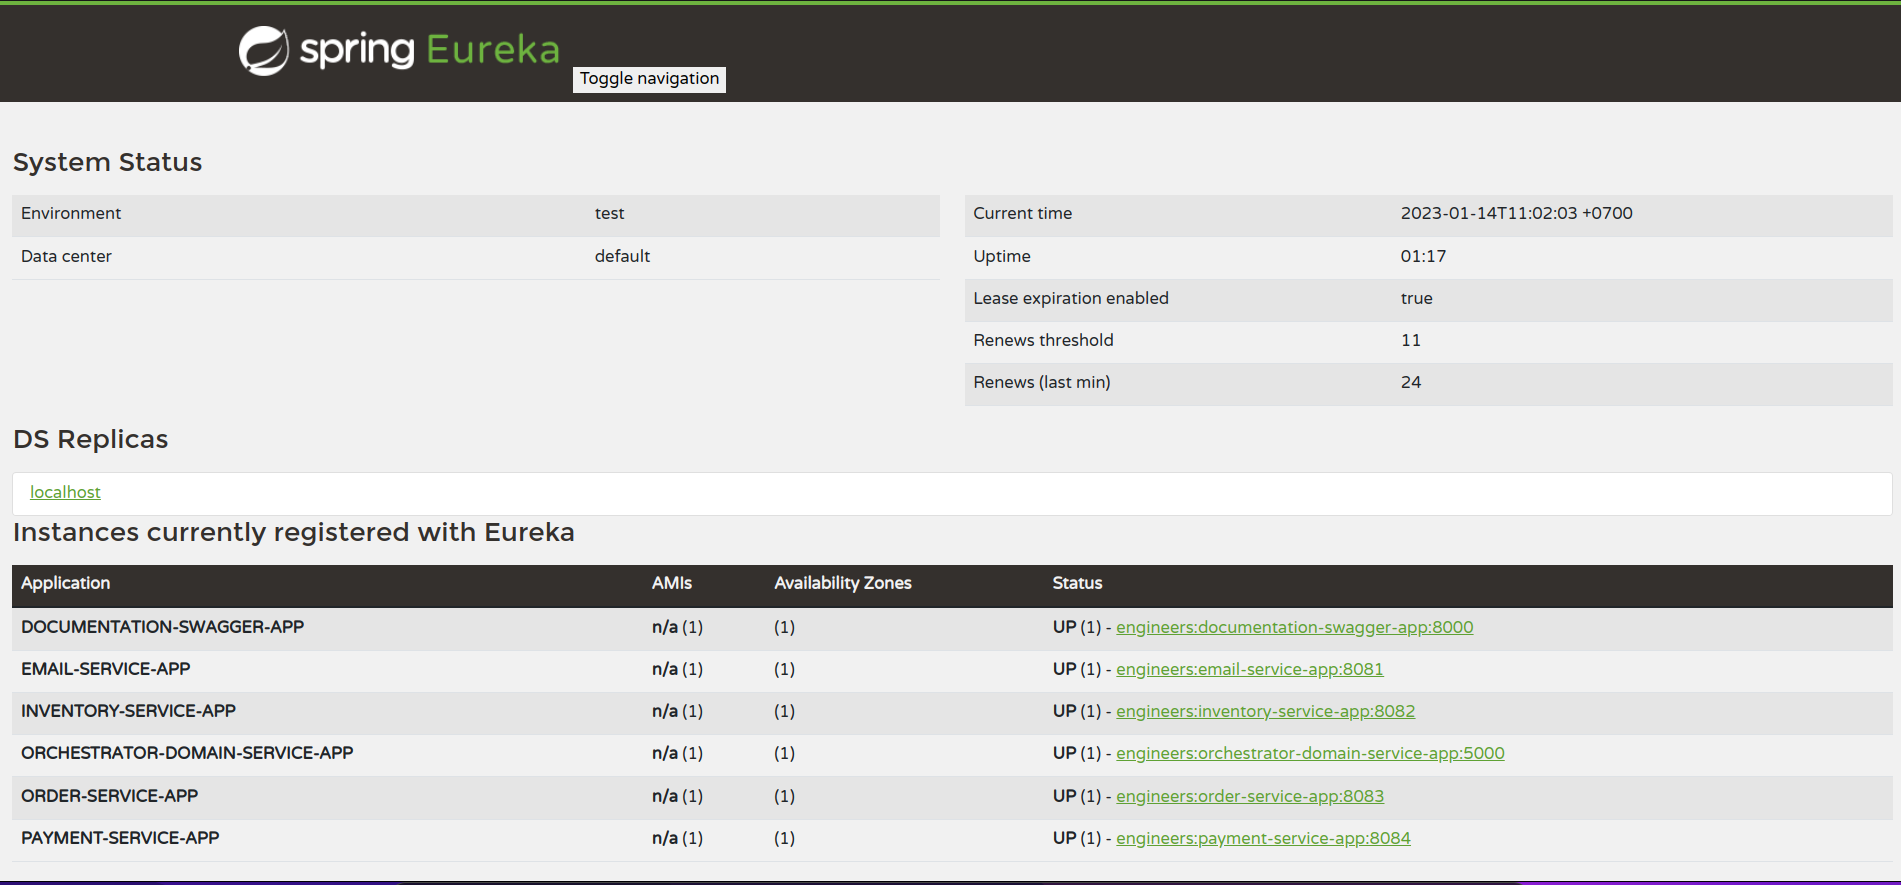 spring Eureka
Toggle navigation
System Status
Environment test
Data center default
Current time 2023-01-14T11:02:03 +0700
Uptime 01:17
Lease expiration enabled true
Renews threshold 11
Renews (last min) 24
DS Replicas
localhost
Instances currently registered with Eureka
Application AMIs Availability Zones Status
DOCUMENTATION-SWAGGER-APP n/a (1) (1) UP (1) - engineers:documentation-swagger-app:8000
EMAIL-SERVICE-APP n/a (1) (1) UP (1) - engineers:email-service-app:8081
INVENTORY-SERVICE-APP n/a (1) (1) UP (1) - engineers:inventory-service-app:8082
ORCHESTRATOR-DOMAIN-SERVICE-APP n/a (1) (1) UP (1) - engineers:orchestrator-domain-service-app:5000
ORDER-SERVICE-APP n/a (1) (1) UP (1) - engineers:order-service-app:8083
PAYMENT-SERVICE-APP n/a (1) (1) UP (1) - engineers:payment-service-app:8084